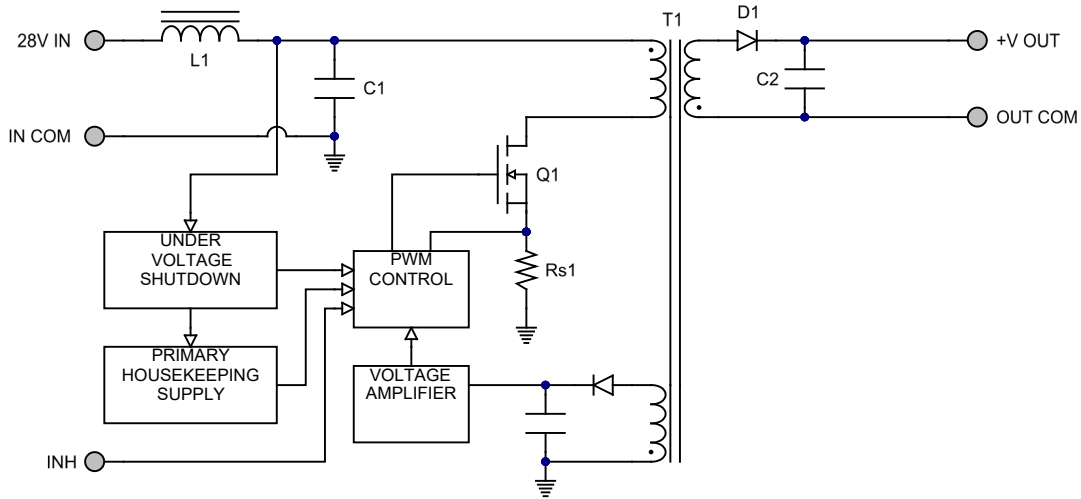 T1
D1
28V IN
L1
C1
C2
+V OUT
IN COM
OUT COM
Q1
UNDER
VOLTAGE
SHUTDOWN
PWM
CONTROL
Rs1
PRIMARY
HOUSEKEEPING
SUPPLY
VOLTAGE
AMPLIFIER
INH